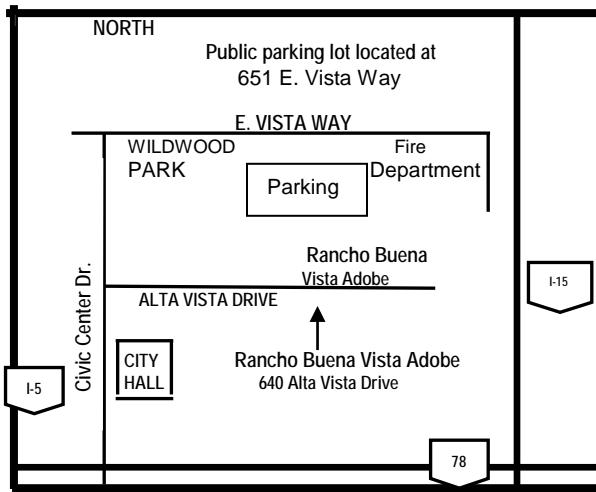 NORTH
Public parking lot located at
651 E. Vista Way
E. VISTA WAY
WILDWOOD
PARK
Fire
Department
Parking
Rancho Buena
Vista Adobe
I-15
Civic Center Dr.
ALTA VISTA DRIVE
CITY
HALL
Rancho Buena Vista Adobe
640 Alta Vista Drive
I-5
78